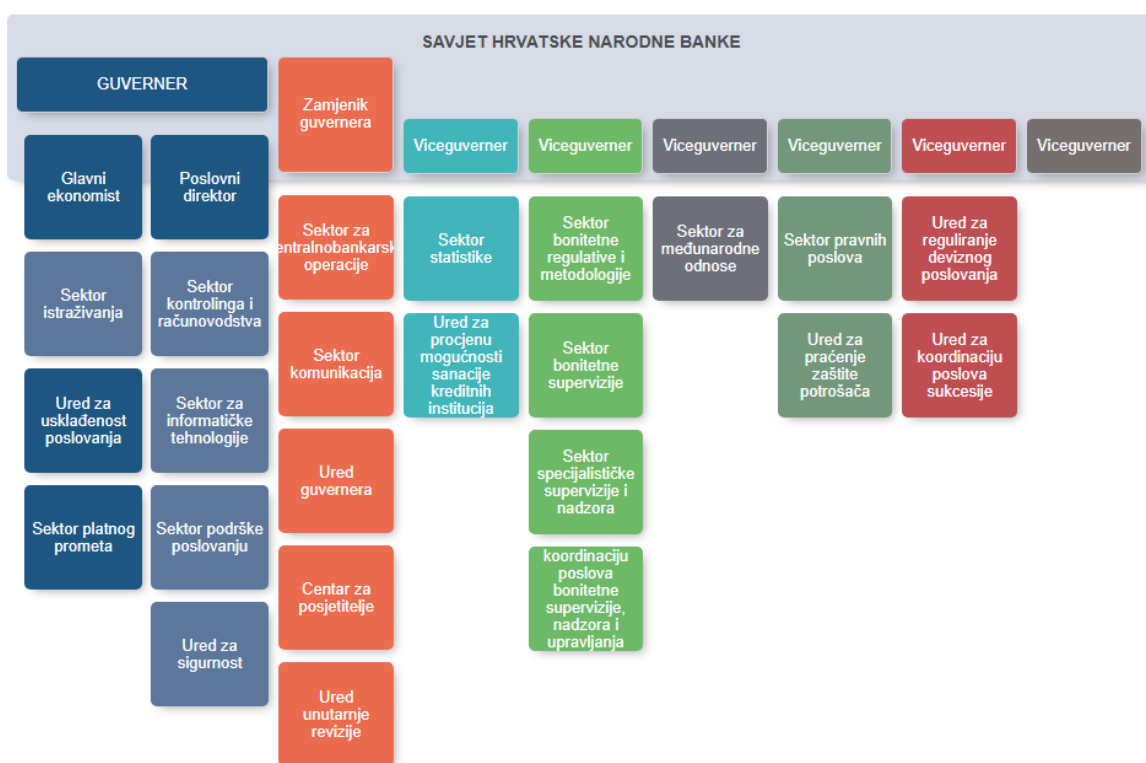 SAVJET HRVATSKE NARODNE BANKE
GUVERNER
Glavni
ekonomist
Sektor
istraživanja
Ured za
usklađenost
poslovanja
Sektor platnog
prometa
Poslovni
direktor
Sektor
kontrolinga i
računovodstva
Sektor za
informatičke
tehnologije
Sektor podrške
poslovanju
Ured za
sigurnost
Zamjenik
guvernera
Sektor za
entralnobankarsk
operacije
Sektor
komunikacija
Ured
guvernera
Centar za
posjetitelje
Ured
unutarnje
revizije
Viceguverner
Sektor
statistike
Ured za
procjenu
mogućnosti
sanacije
kreditnih
institucija
Viceguverner
Sektor
bonitetne
regulative i
metodologije
Sektor
bonitetne
supervizije
Sektor
specijalističke
supervizije i
nadzora
koordinaciju
poslova
bonitetne
supervizije,
nadzora i
upravljanja
Viceguverner
Sektor za
međunarodne
odnose
Viceguverner
Sektor pravnih
poslova
Ured za
praćenje
zaštite
potrošača
Viceguverner
Ured za
reguliranje
deviznog
poslovanja
Ured za
koordinaciju
poslova
sukcesije
Viceguverner